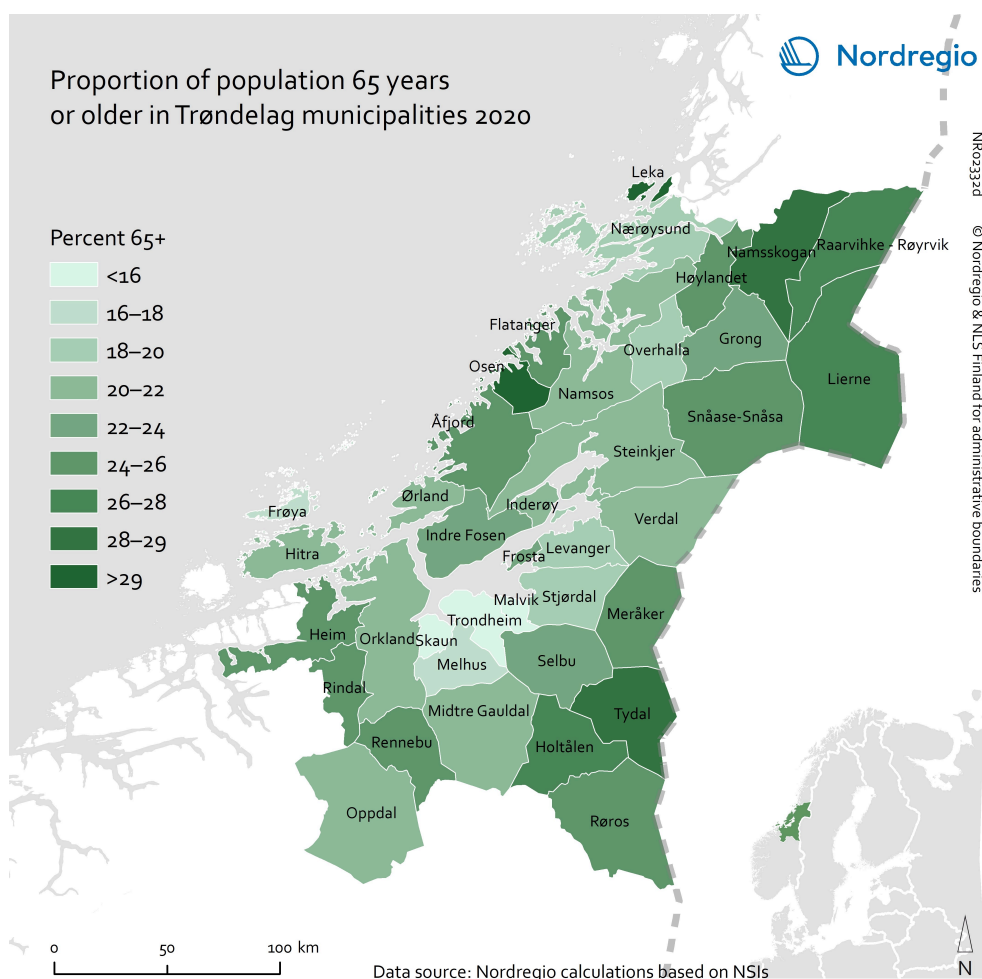 Nordregio
Proportion of population 65 years
or older in Trøndelag municipalities 2020
NR02332d © Nordregio & NLS Finland for administrative boundaries
Percent 65+
<16
16–18
18–20
20–22
22–24
24–26
26–28
28–29
>29
Leka
Nærøysund
Namsskogan
Raarvihke - Røyrvik
Høylandet
Flatanger
Grong
Overhalla
Osen
Lierne
Namsos
Snåase-Snåsa
Åfjord
Steinkjer
Ørland
Inderøy
Frøya
Verdal
Indre Fosen
Levanger
Hitra
Frosta
Malvik
Stjørdal
Meråker
Trondheim
Heim
Orkland
Skaun
Melhus
Selbu
Rindal
Midtre Gauldal
Tydal
Rennebu
Holtålen
Oppdal
Røros
0 50 100 km
Data source: Nordregio calculations based on NSIs
N